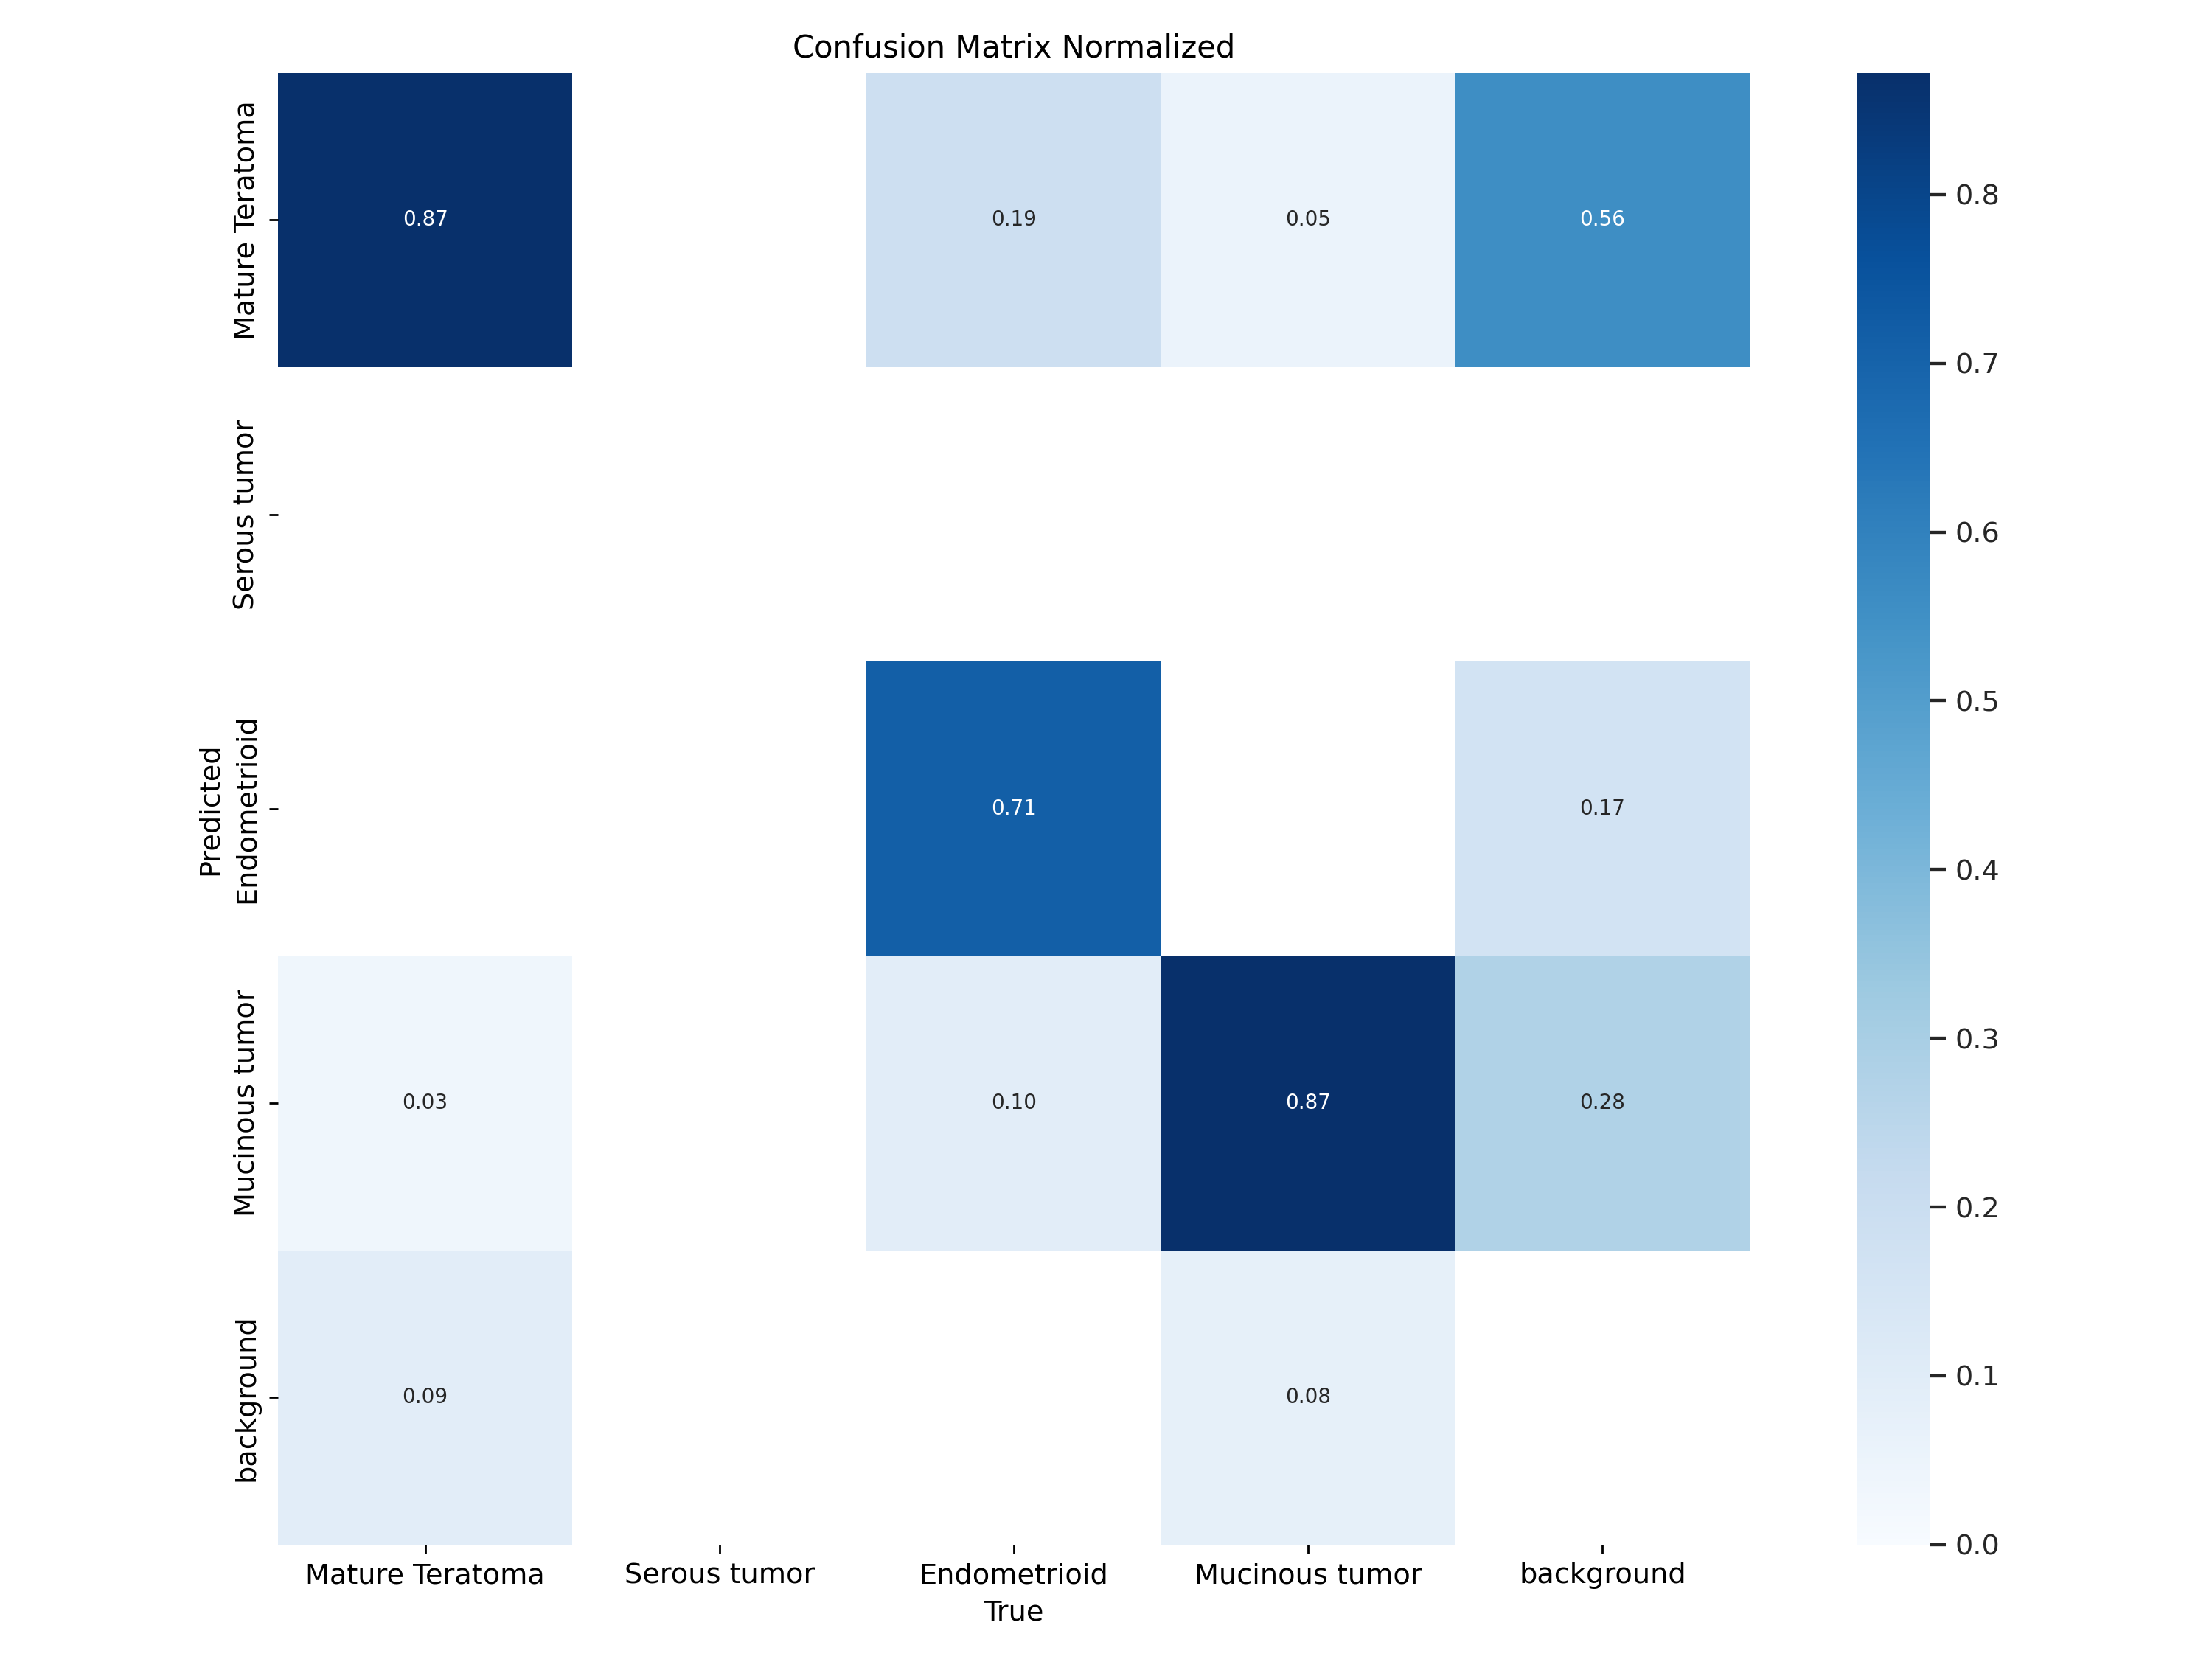 Confusion Matrix Normalized
Mature Teratoma
0.87
0.19
0.05
0.56
Serous tumor
Predicted
Endometrioid
0.71
0.17
Mucinous tumor
0.03
0.10
0.87
0.28
background
0.09
0.08
Mature Teratoma
Serous tumor
Endometrioid
Mucinous tumor
background
True
0.8
0.7
0.6
0.5
0.4
0.3
0.2
0.1
0.0